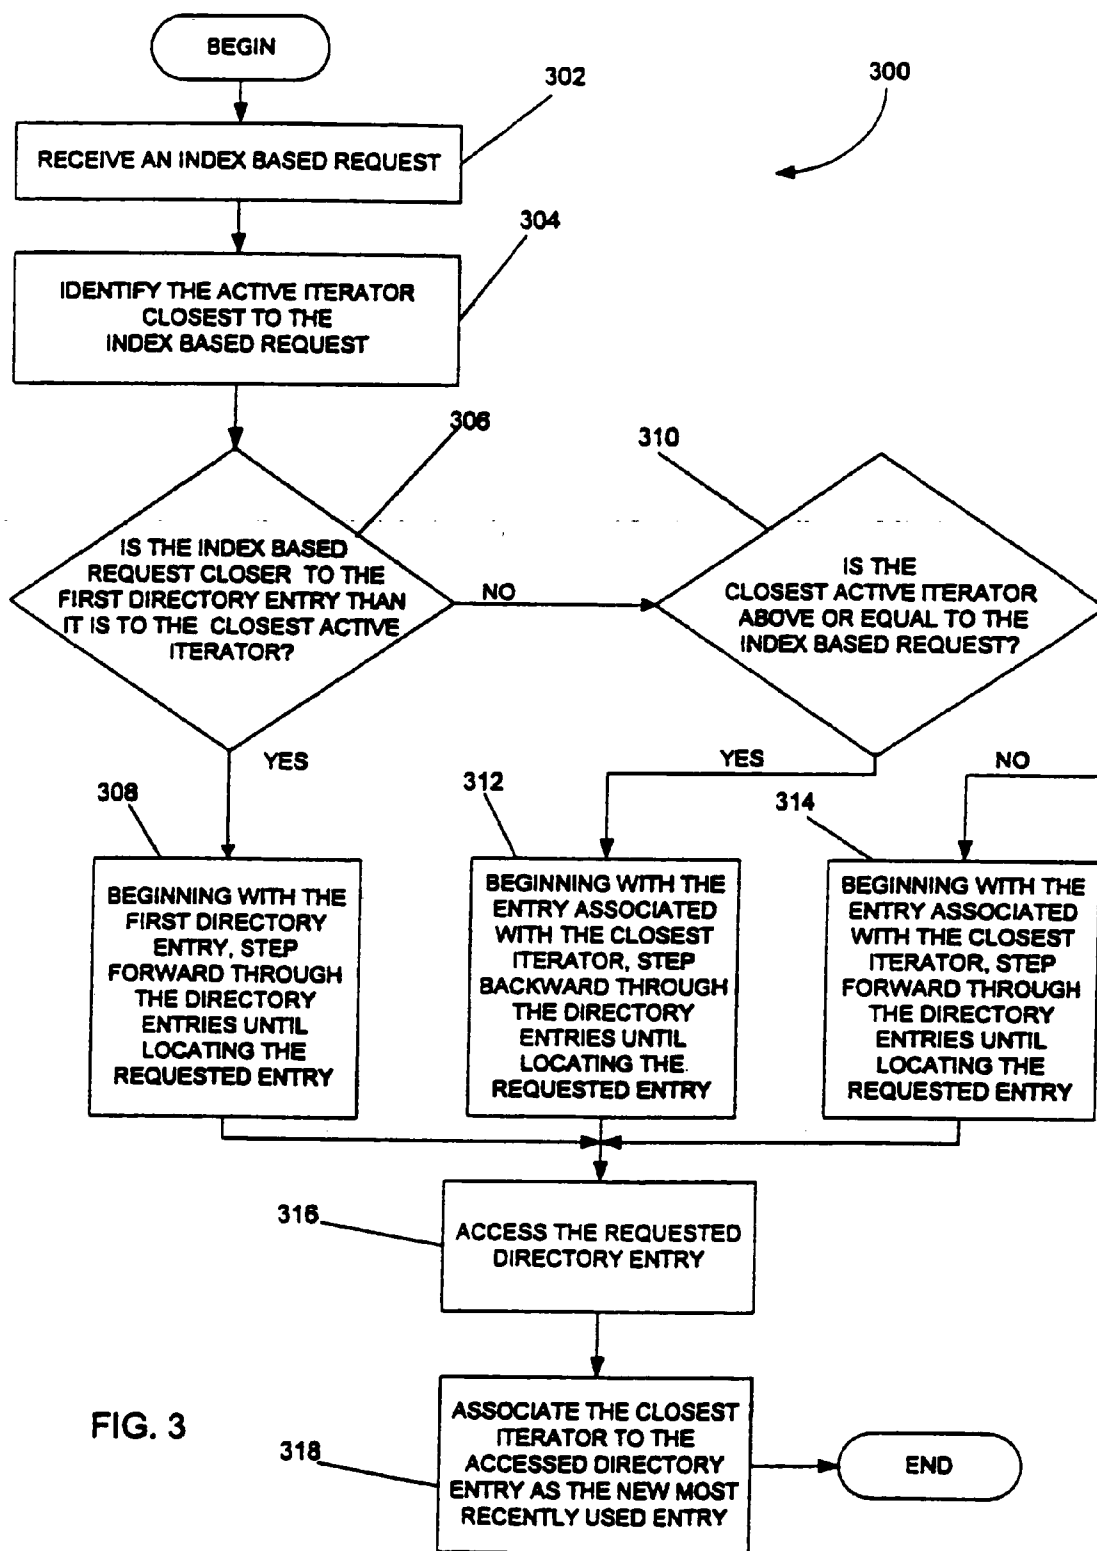 BEGIN
302
300
RECEIVE AN INDEX BASED REQUEST
304
IDENTIFY THE ACTIVE ITERATOR
CLOSEST TO THE
INDEX BASED REQUEST
306
310
IS THE INDEX BASED
REQUEST CLOSER TO THE
FIRST DIRECTORY ENTRY THAN
IT IS TO THE CLOSEST ACTIVE
ITERATOR?
NO
IS THE
CLOSEST ACTIVE ITERATOR
ABOVE OR EQUAL TO THE
INDEX BASED REQUEST?
YES
YES
NO
308
312
314
BEGINNING WITH THE
FIRST DIRECTORY
ENTRY, STEP
FORWARD THROUGH
THE DIRECTORY
ENTRIES UNTIL
LOCATING THE
REQUESTED ENTRY
BEGINNING WITH THE
ENTRY ASSOCIATED
WITH THE CLOSEST
ITERATOR, STEP
BACKWARD THROUGH
THE DIRECTORY
ENTRIES UNTIL
LOCATING THE
REQUESTED ENTRY
BEGINNING WITH THE
ENTRY ASSOCIATED
WITH THE CLOSEST
ITERATOR, STEP
FORWARD THROUGH
THE DIRECTORY
ENTRIES UNTIL
LOCATING THE
REQUESTED ENTRY
316
ACCESS THE REQUESTED
DIRECTORY ENTRY
FIG. 3
318
ASSOCIATE THE CLOSEST
ITERATOR TO THE
ACCESSED DIRECTORY
ENTRY AS THE NEW MOST
RECENTLY USED ENTRY
END